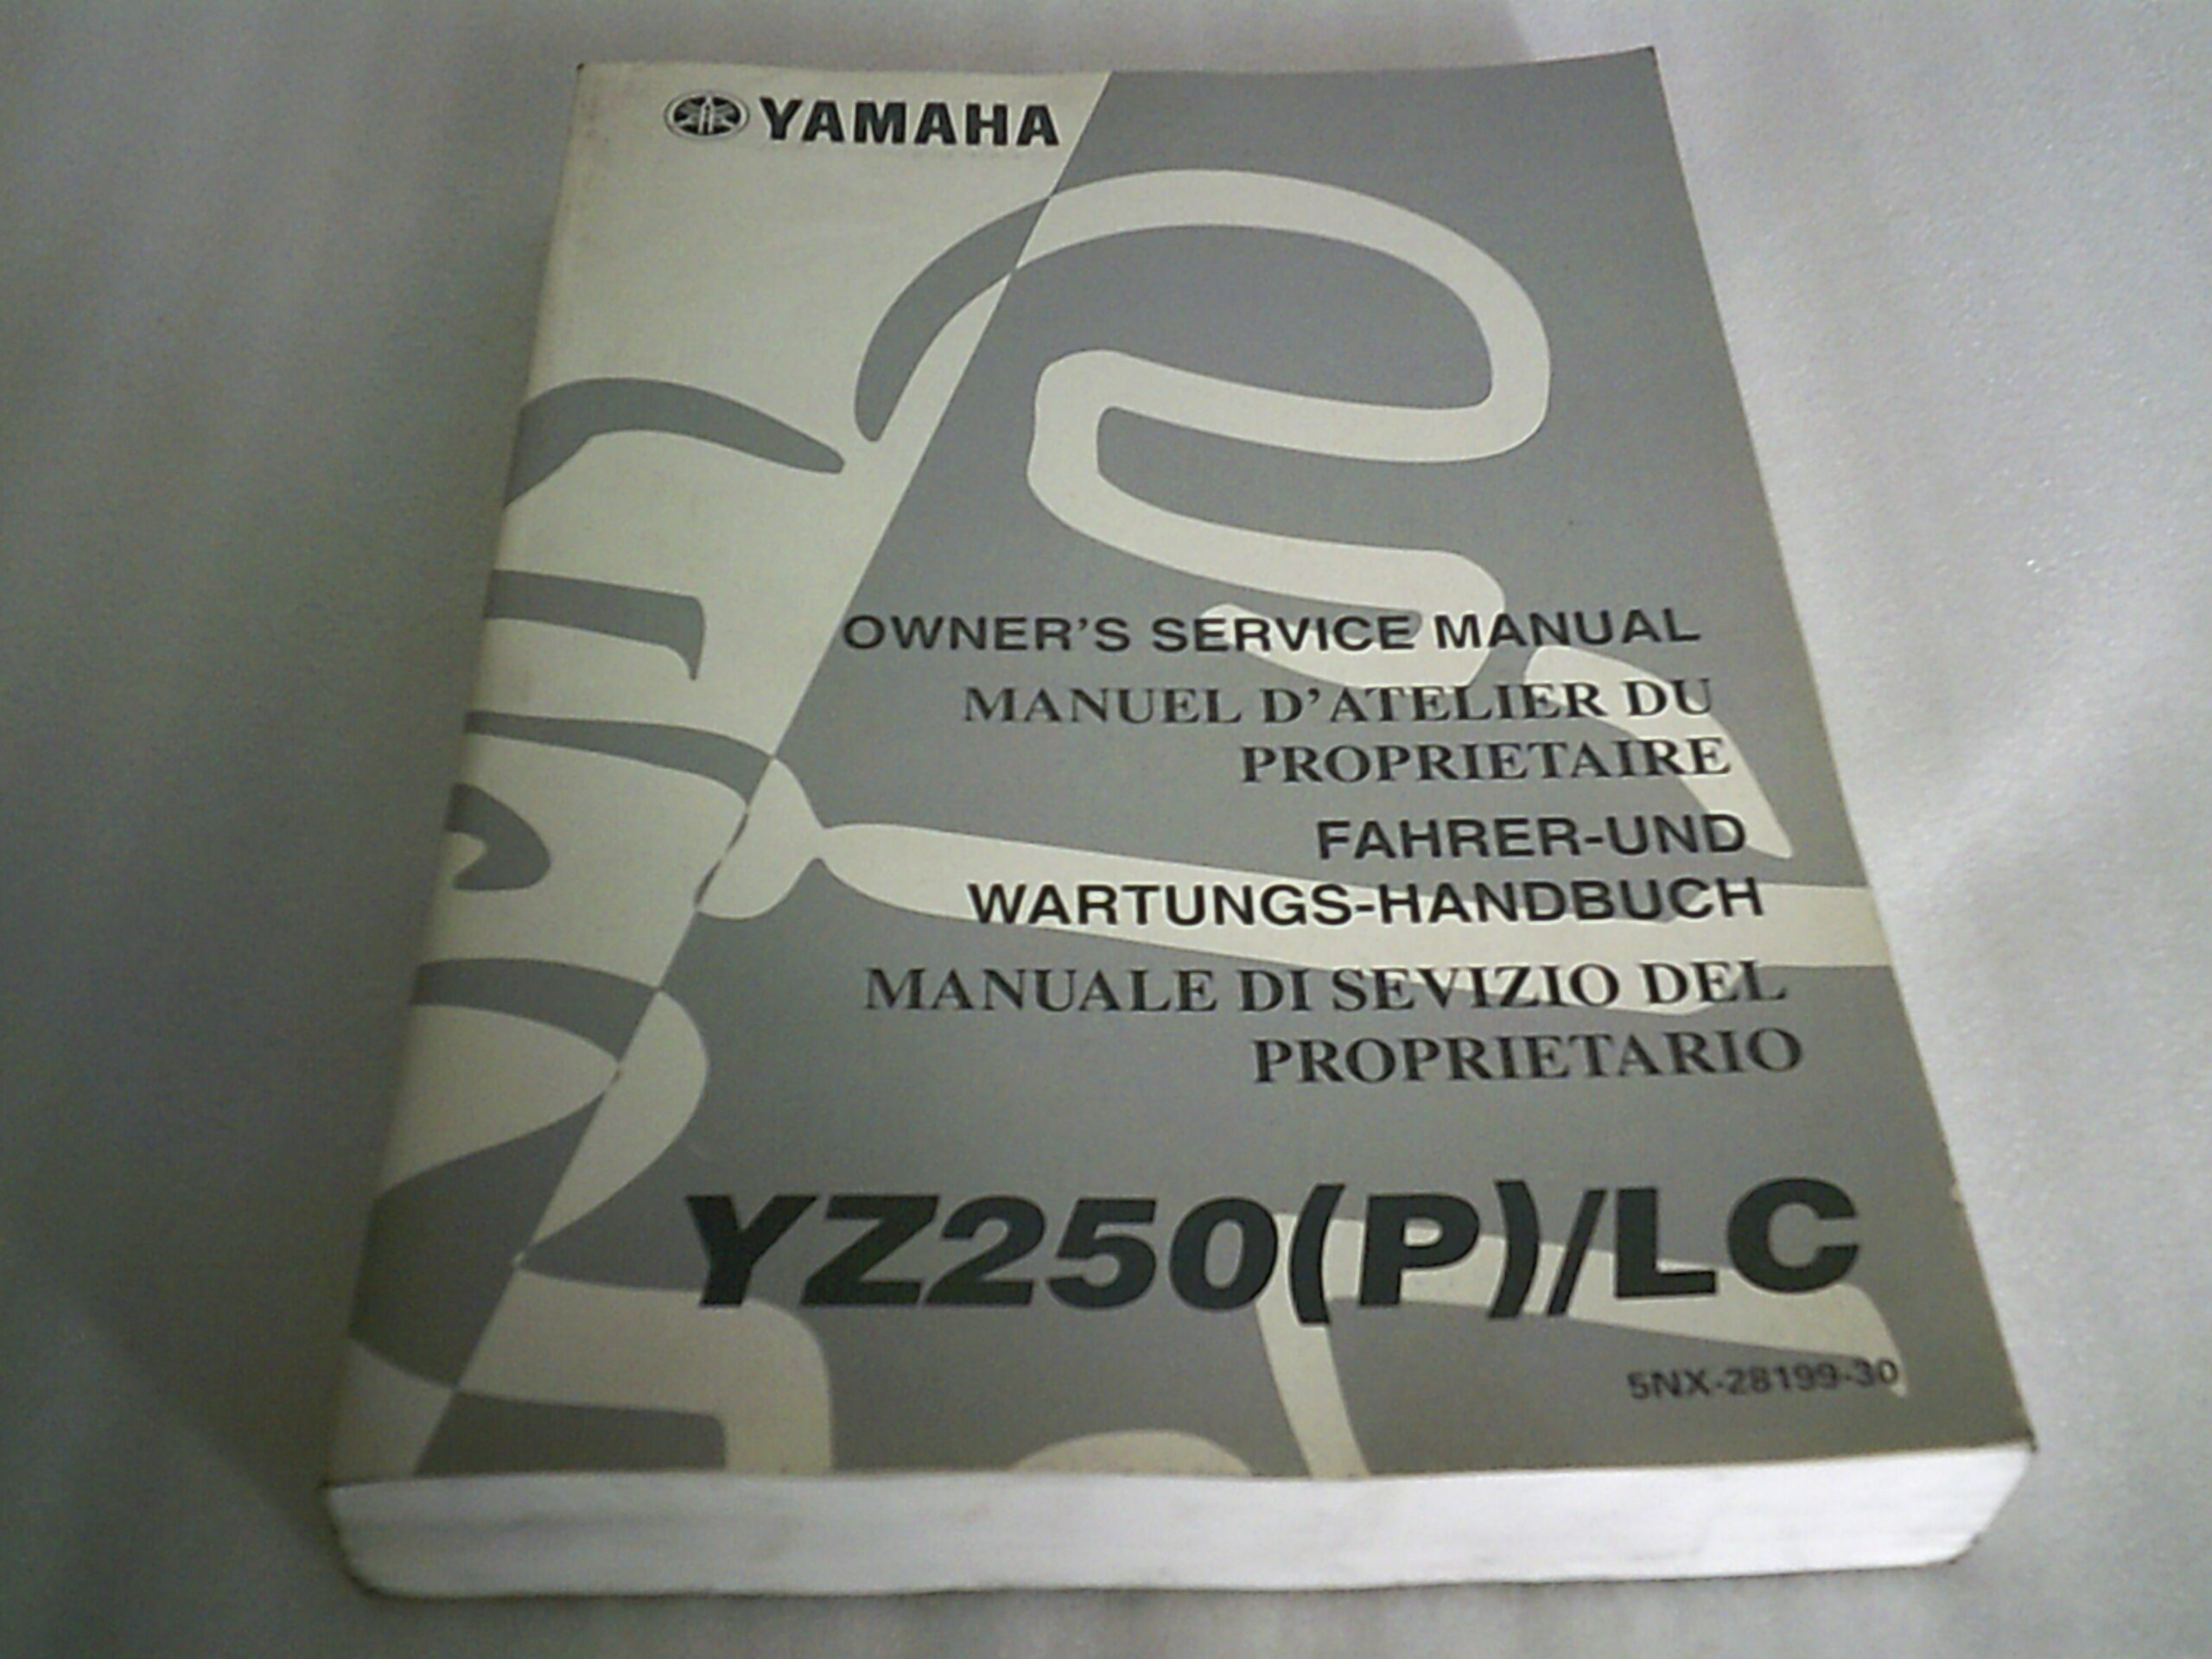 YAMAHA
OWNER'S SERVICE MANUAL
MANUEL D'ATELIER DU
PROPRIETAIRE
FAHRER-UND
WARTUNGS-HANDBUCH
MANUALE DI SEVIZIO DEL
PROPRIETARIO
YZ250(P)/LC
5NX-28199-30